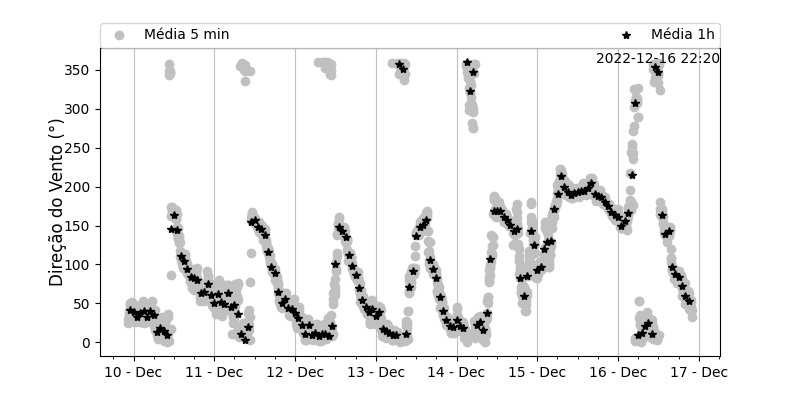 Média 5 min
Média 1h
2022-12-16 22:20
Direção do Vento (°)
350
300
250
200
150
100
50
0
10 - Dec
11 - Dec
12 - Dec
13 - Dec
14 - Dec
15 - Dec
16 - Dec
17 - Dec